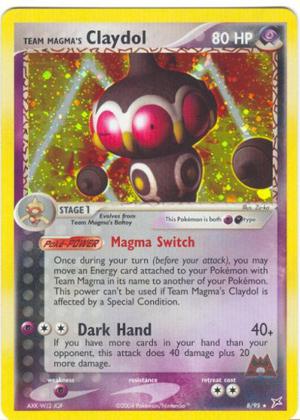 TEAM MAGMA'S Claydol 80 HP
Illus. Zu-ka
STAGE 1
Evolves from
Team Magma's Baltoy
This Pokémon is both type
Poké-POWER Magma Switch
Once during your turn (before your attack), you may
move an Energy card attached to your Pokémon with
Team Magma in its name to another of your Pokémon.
This power can't be used if Team Magma's Claydol is
affected by a Special Condition.
Dark Hand 40+
If you have more cards in your hand than your
opponent, this attack does 40 damage plus 20
more damage.
weakness resistance retreat cost
©2004 Pokémon/Nintendo 8/95